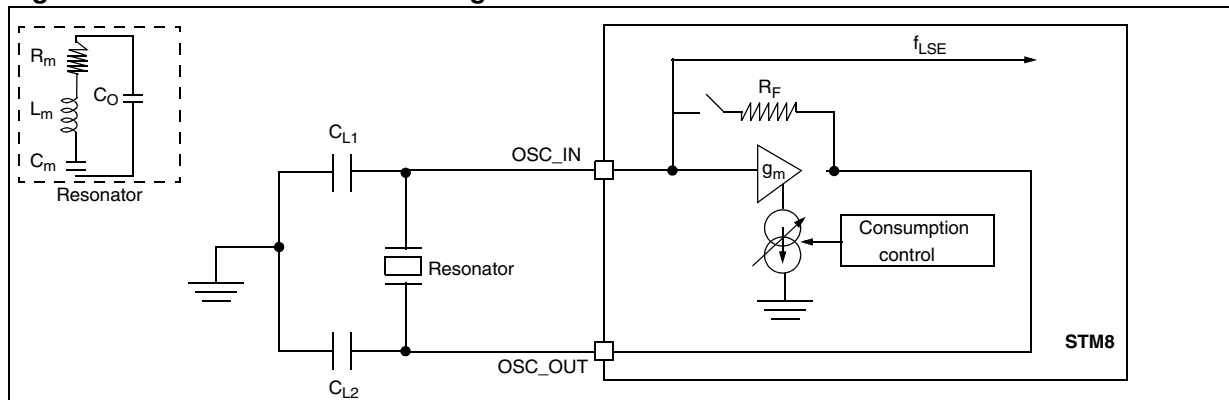 R_m
L_m
C_m
C_O
Resonator
C_L1
C_L2
Resonator
OSC_IN
OSC_OUT
f_LSE
R_F
g_m
Consumption
control
STM8